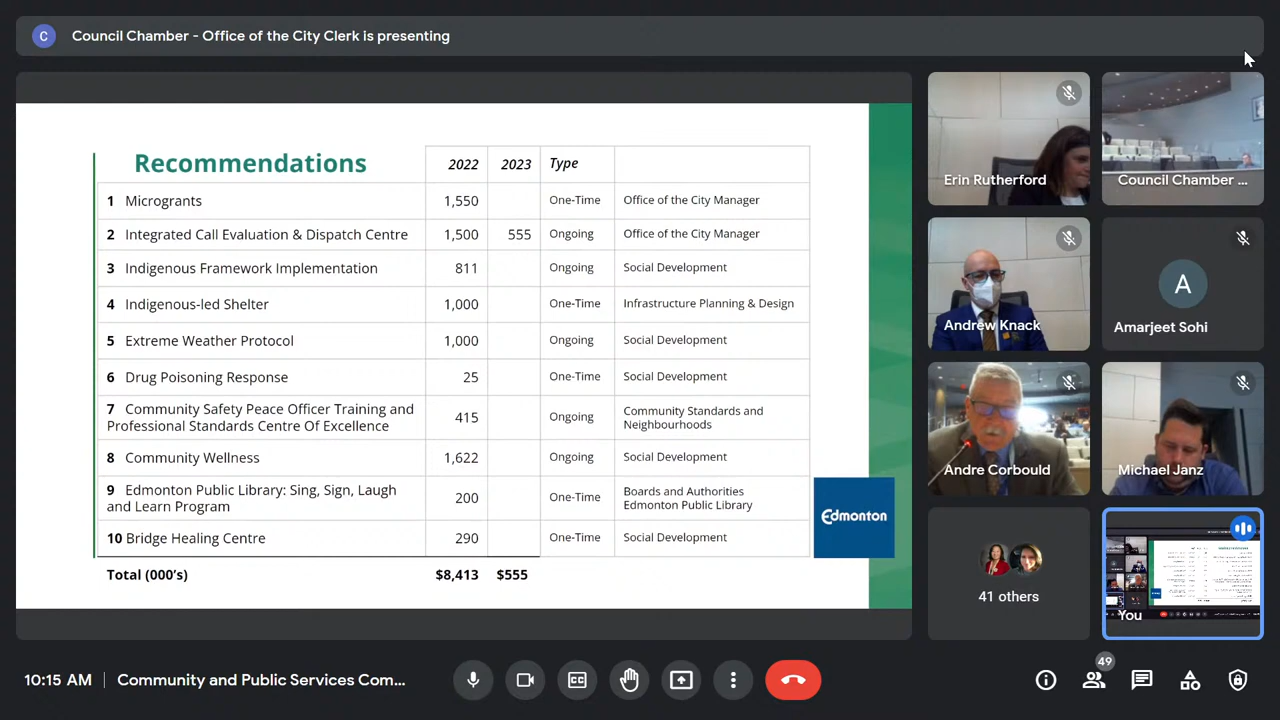 C Council Chamber - Office of the City Clerk is presenting
Recommendations 2022 2023 Type
1 Microgrants 1,550 One-Time Office of the City Manager
2 Integrated Call Evaluation & Dispatch Centre 1,500 555 Ongoing Office of the City Manager
3 Indigenous Framework Implementation 811 Ongoing Social Development
4 Indigenous-led Shelter 1,000 One-Time Infrastructure Planning & Design
5 Extreme Weather Protocol 1,000 Ongoing Social Development
6 Drug Poisoning Response 25 One-Time Social Development
7 Community Safety Peace Officer Training and
Professional Standards Centre Of Excellence 415 Ongoing Community Standards and
Neighbourhoods
8 Community Wellness 1,622 Ongoing Social Development
9 Edmonton Public Library: Sing, Sign, Laugh
and Learn Program 200 One-Time Boards and Authorities
Edmonton Public Library
10 Bridge Healing Centre 290 One-Time Social Development
Total (000's) $8,413 $555
Edmonton
Erin Rutherford
Council Chamber ...
Andrew Knack
A
Amarjeet Sohi
Andre Corbould
Michael Janz
41 others
You
10:15 AM | Community and Public Services Com...
CC
49